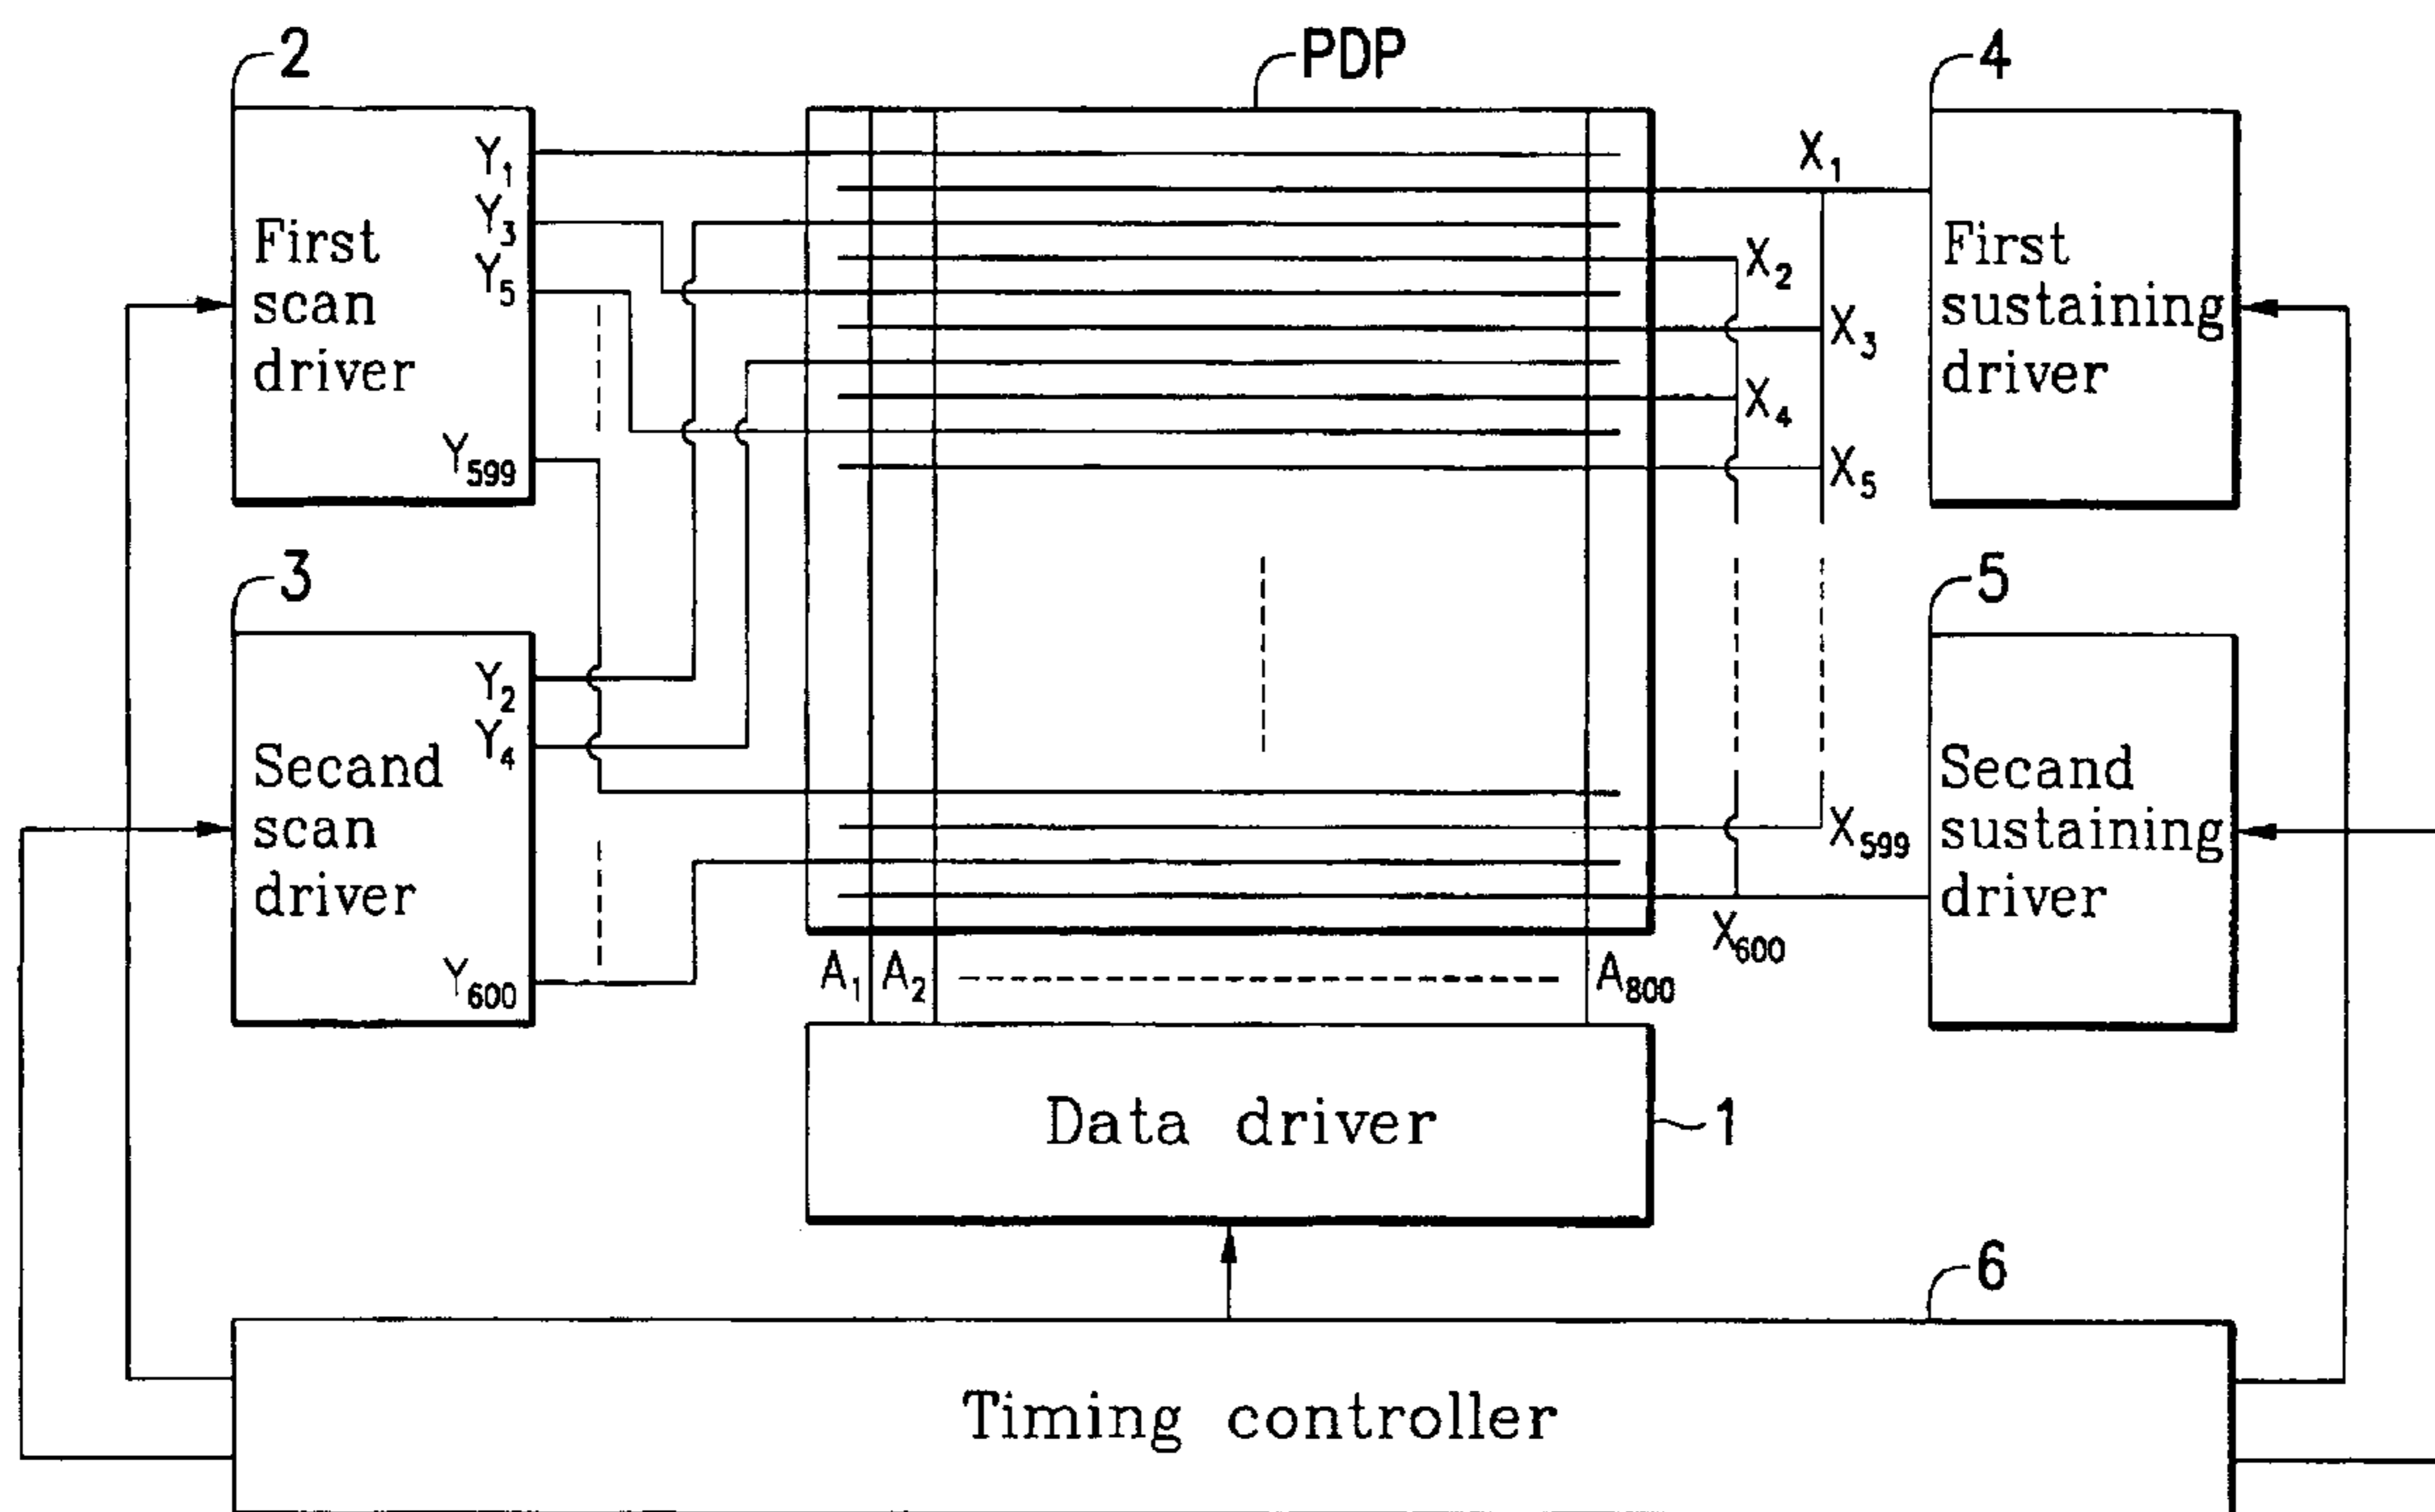 2
PDP
4
Y1
Y3
Y5
Y599
First
scan
driver
X1
X2
X3
X4
X5
X599
X600
First
sustaining
driver
3
Y2
Y4
Y600
Secand
scan
driver
5
Secand
sustaining
driver
A1 A2 A800
Data driver
1
6
Timing controller